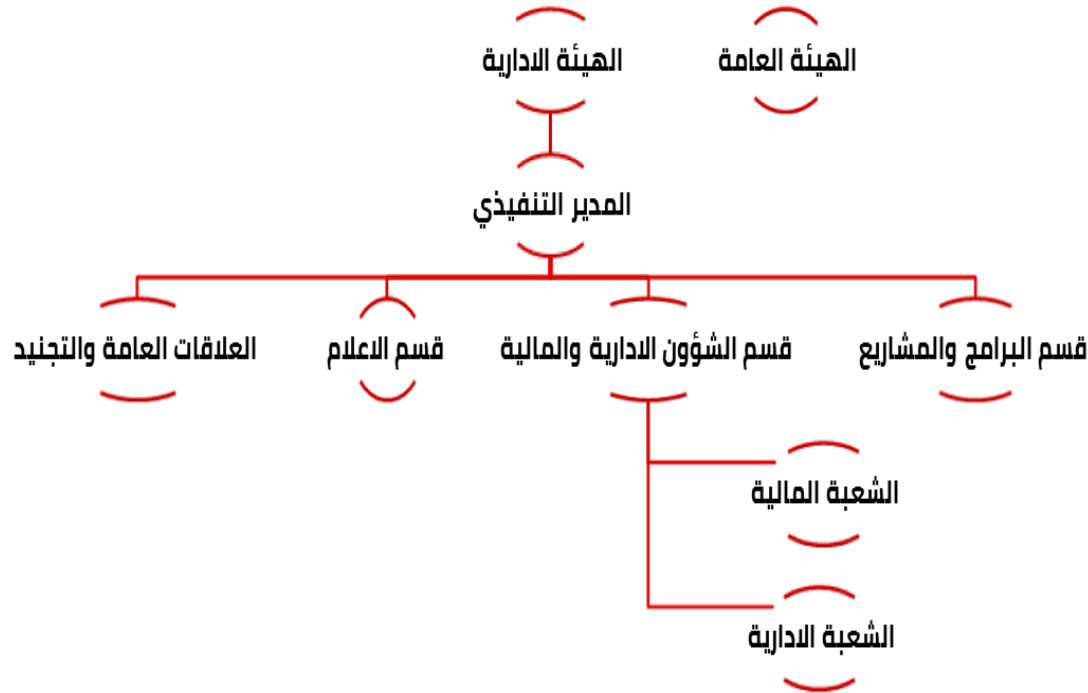 الهيئة العامة
الهيئة الادارية
المدير التنفيذي
قسم البرامج والمشاريع
قسم الشؤون الادارية والمالية
قسم الاعلام
العلاقات العامة والتجنيد
الشعبة المالية
الشعبة الادارية